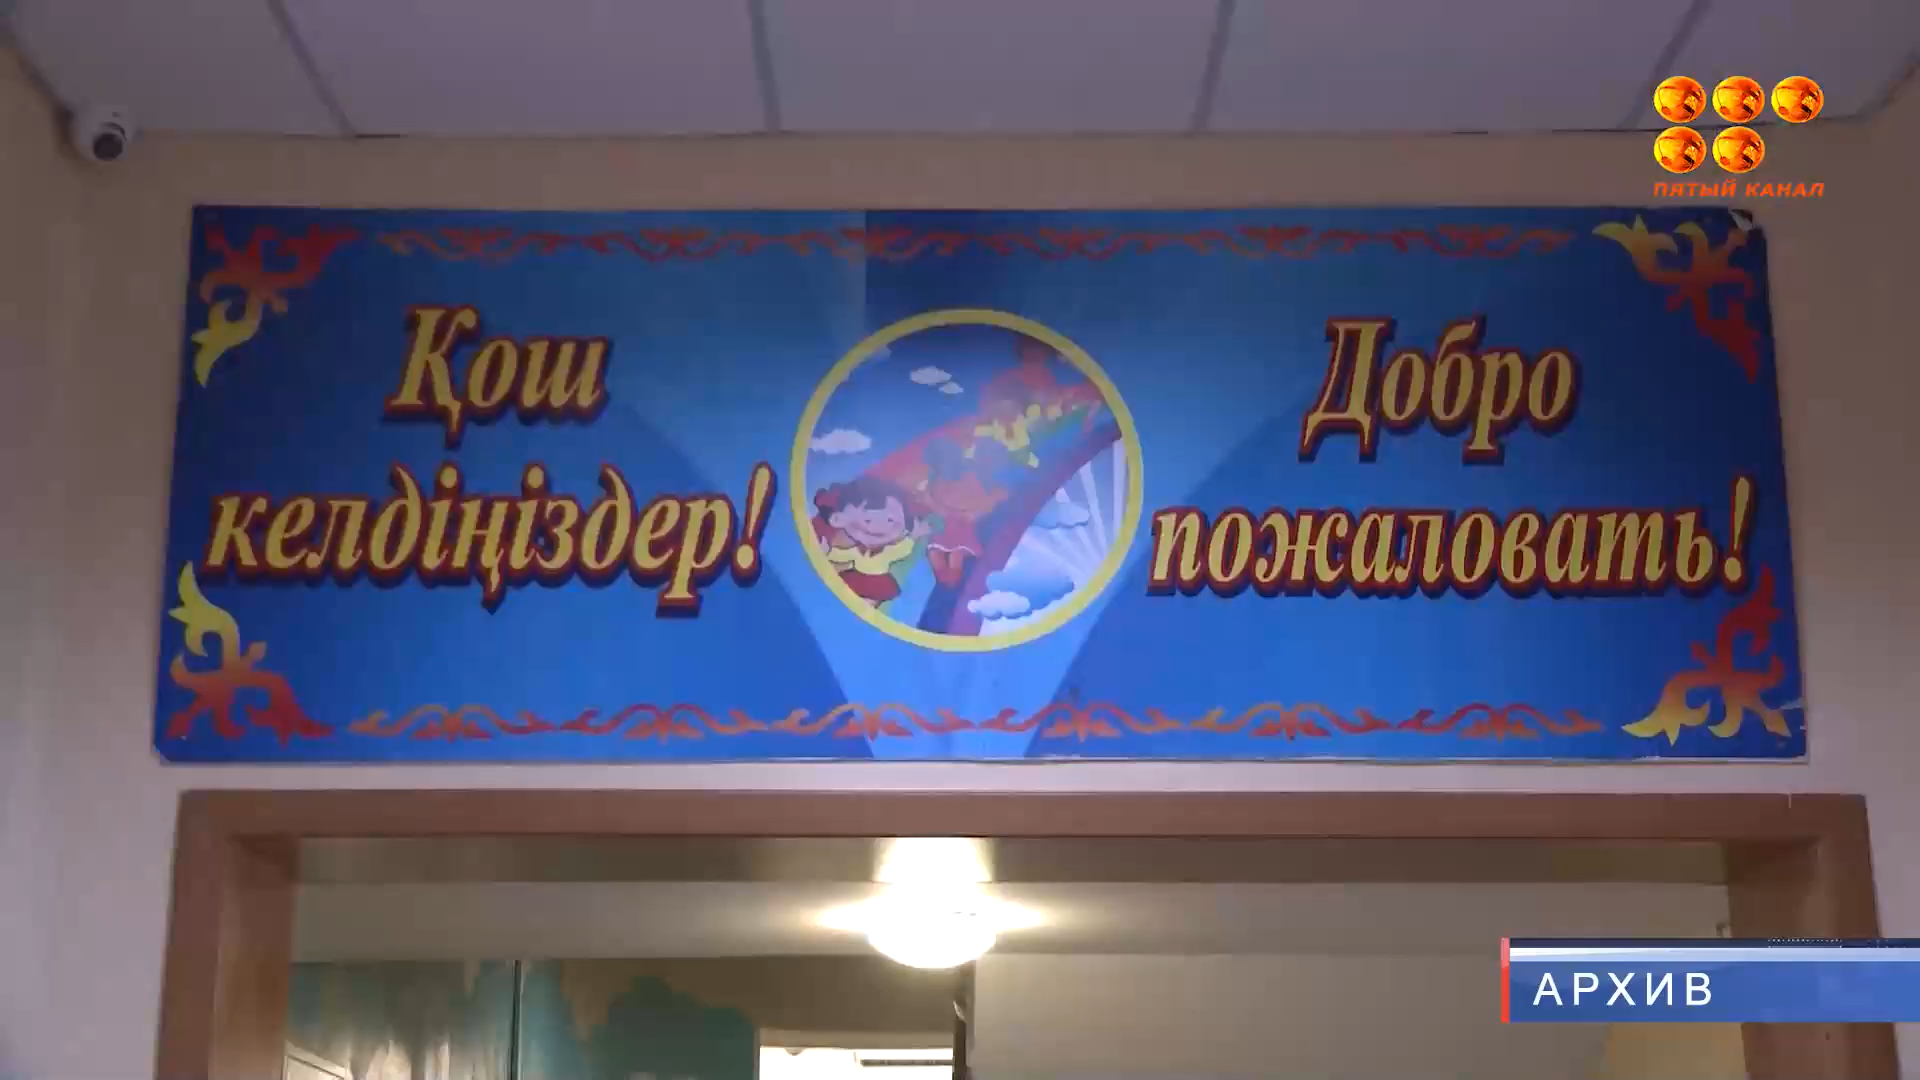 ПЯТЫЙ КАНАЛ
Қош
келдіңіздер!
Добро
пожаловать!
АРХИВ